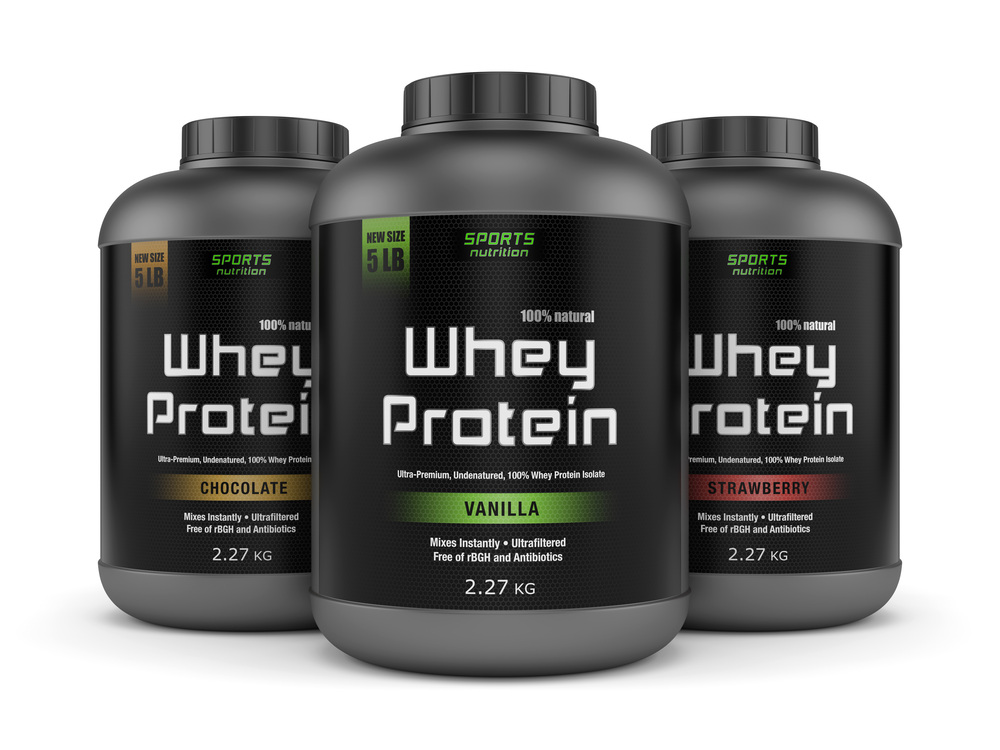 NEW SIZE
5 LB
SPORTS
nutrition
100% natu
Whey
Protei
Ultra-Premium, Undenatured, 100% Whey Protein
CHOCOLATE
Mixes Instantly • Ultrafiltered
Free of rBGH and Antibiotics
2.27 KG
NEW SIZE
5 LB
SPORTS
nutrition
100% natural
Whey
Protein
Ultra-Premium, Undenatured, 100% Whey Protein Isolate
VANILLA
Mixes Instantly • Ultrafiltered
Free of rBGH and Antibiotics
2.27 KG
SPORTS
nutrition
100% natural
Whey
rotein
remium, Undenatured, 100% Whey Protein Isolate
STRAWBERRY
Mixes Instantly • Ultrafiltered
Free of rBGH and Antibiotics
2.27 KG